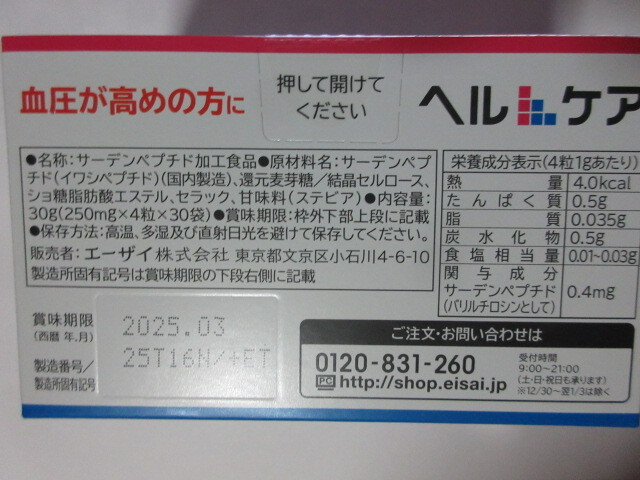 血圧が高めの方に
押して開けて
ください
ヘルケア
●名称:サーデンペプチド加工食品●原材料名:サーデンペプ
チド(イワシペプチド)(国内製造)、還元麦芽糖/結晶セルロース、
ショ糖脂肪酸エステル、セラック、甘味料(ステビア)●内容量:
30g(250mg×4粒×30袋)●賞味期限:枠外下部上段に記載
●保存方法:高温、多湿及び直射日光を避けて保存してください。
販売者:エーザイ株式会社 東京都文京区小石川4-6-10
製造所固有記号は賞味期限の下段右側に記載
栄養成分表示(4粒1gあたり)
熱量 4.0kcal
たんぱく質 0.5g
脂質 0.035g
炭水化物 0.5g
食塩相当量 0.01~0.03g
関与成分
サーデンペプチド
(バリルチロシンとして) 0.4mg
賞味期限
(西暦 年.月)
2025.03
製造番号/
製造所固有記号
25T16N/+ET
ご注文・お問い合わせは
0120-831-260
PC http://shop.eisai.jp
受付時間
9:00~21:00
(土・日・祝日も承ります)
※12/30~翌1/3は除く